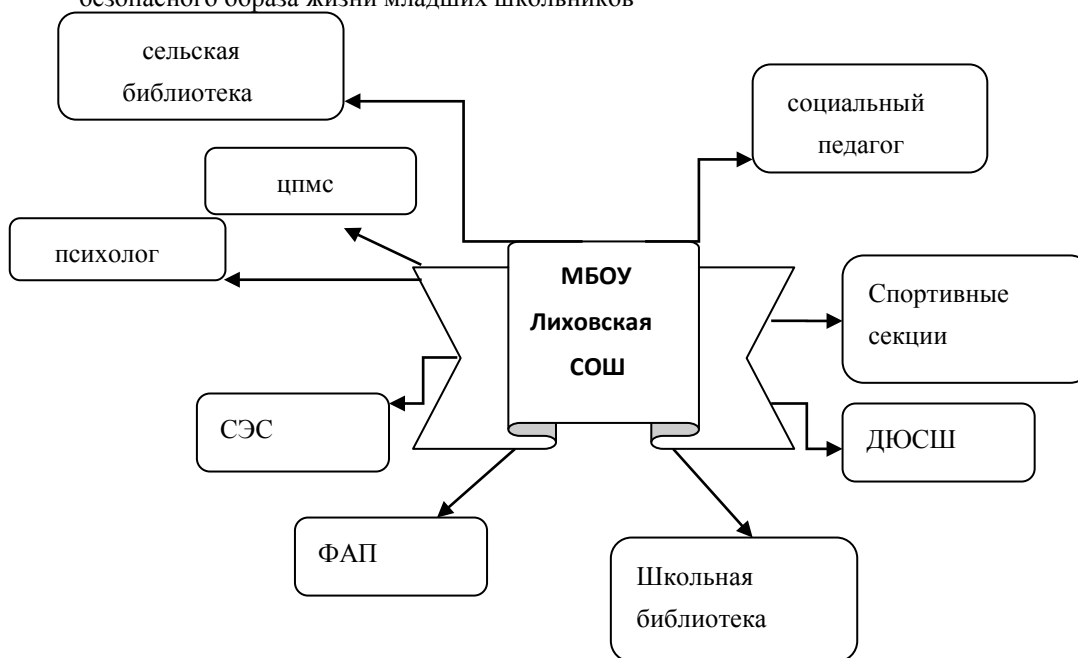 безопасного образа жизни младших школьников
сельская
библиотека
социальный
педагог
цпмс
психолог
МБОУ
Лиховская
СОШ
Спортивные
секции
СЭС
ДЮСШ
ФАП
Школьная
библиотека